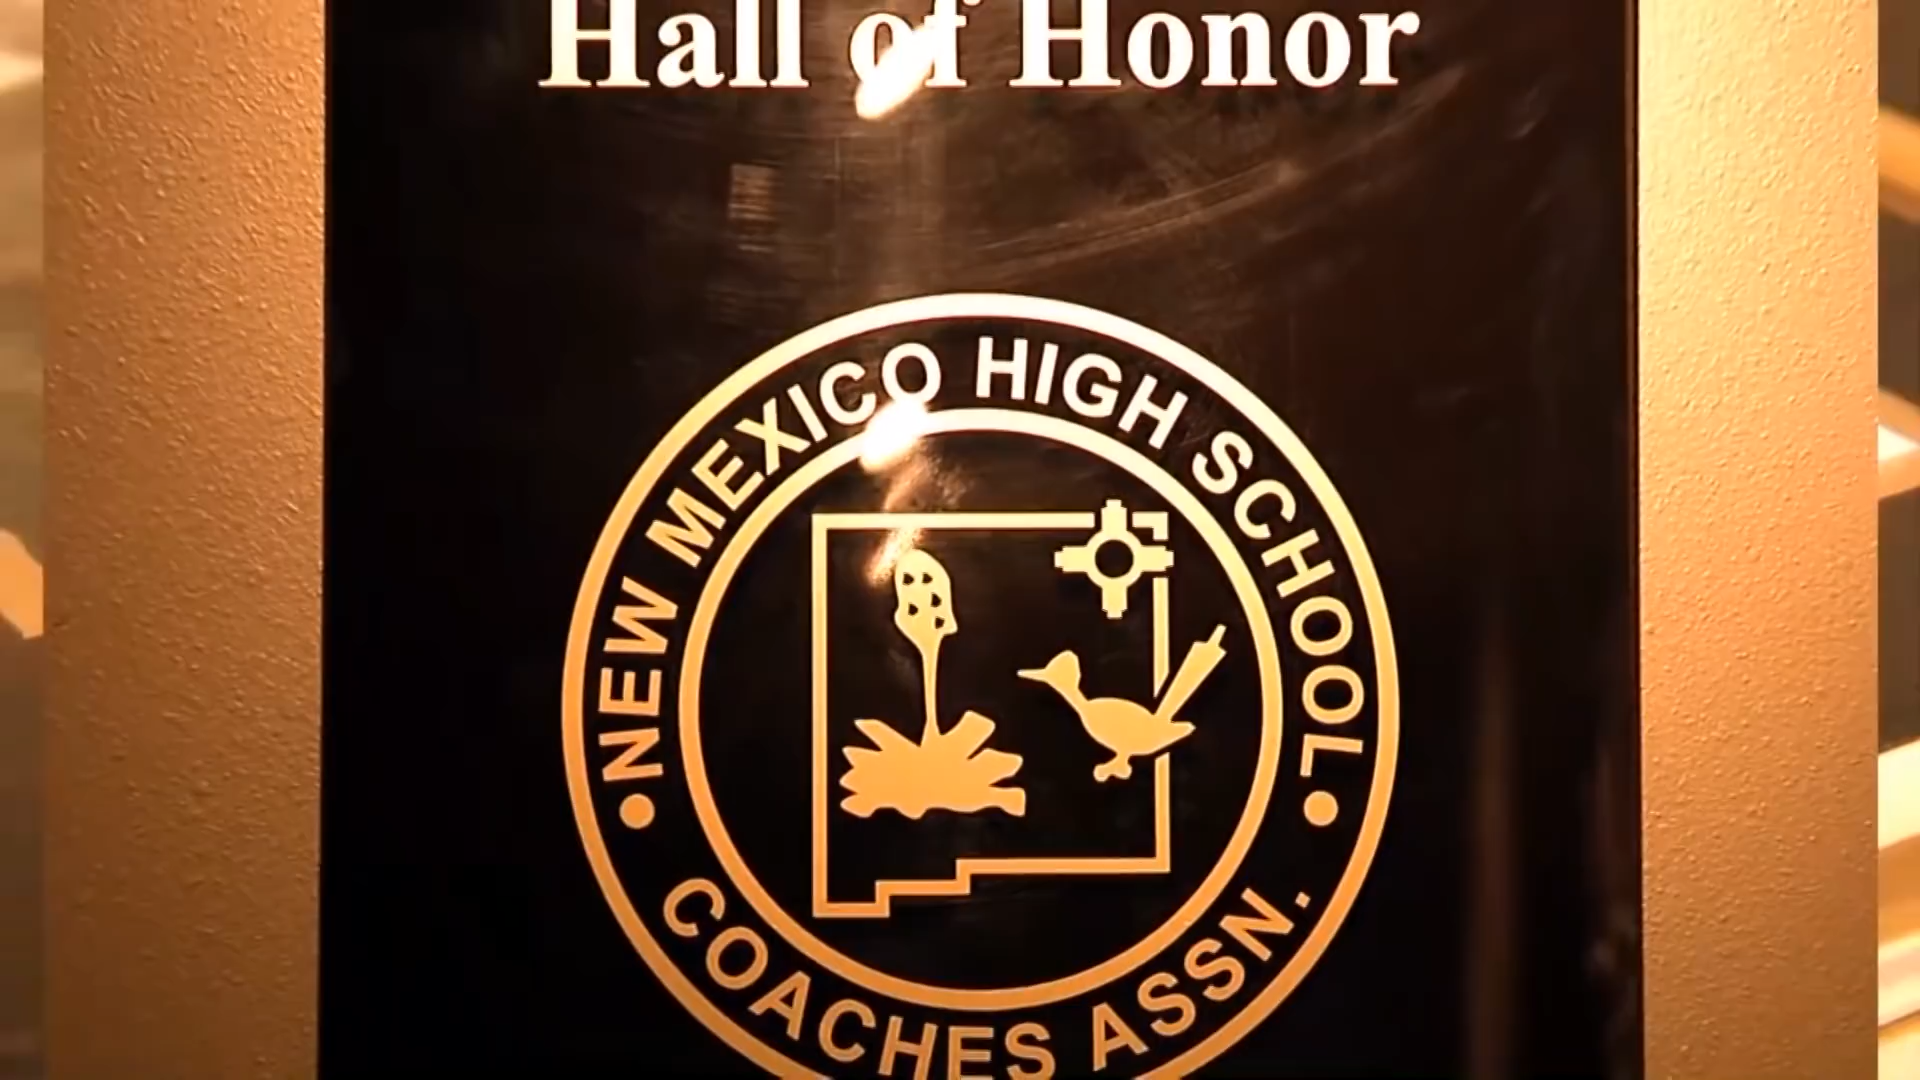 Hall of Honor
• NEW MEXICO HIGH SCHOOL •
COACHES ASSN.